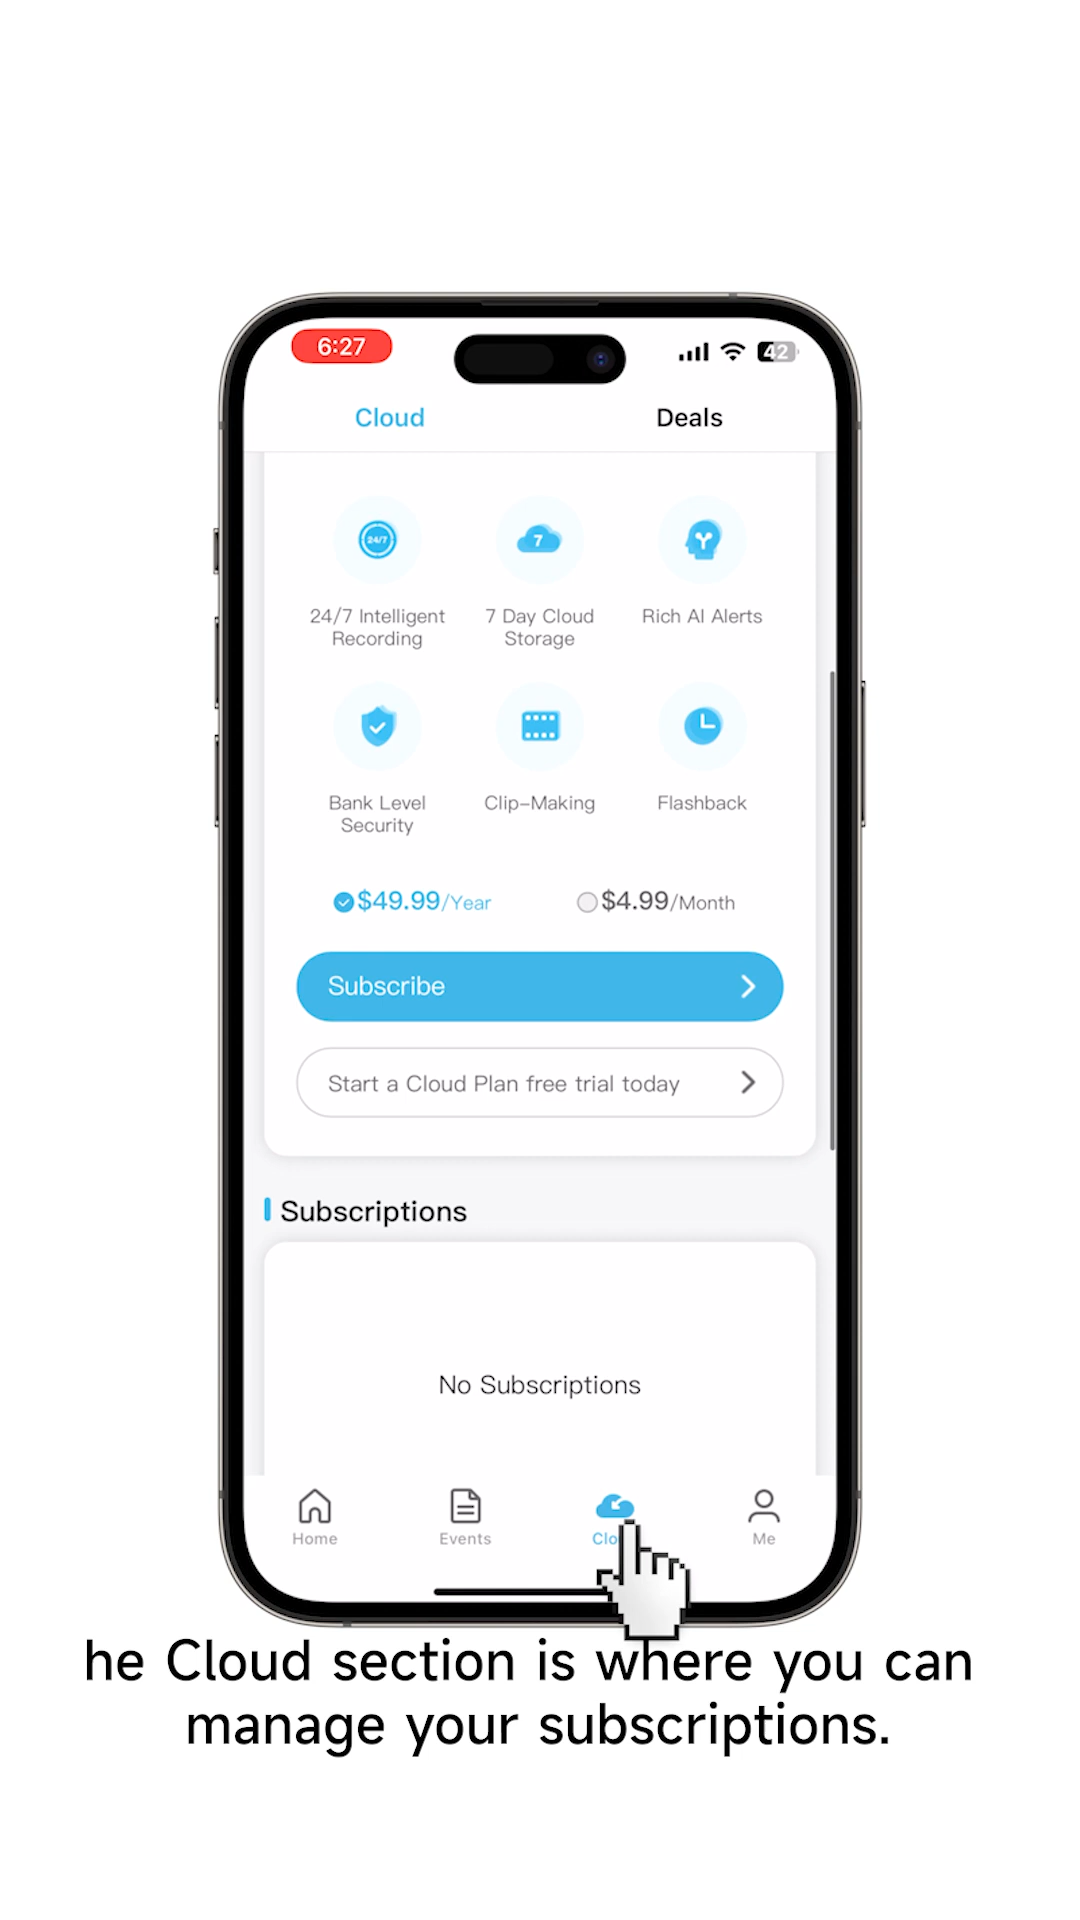 6:27
42
Cloud
Deals
24/7
7
24/7 Intelligent
Recording
7 Day Cloud
Storage
Rich AI Alerts
Bank Level
Security
Clip-Making
Flashback
$49.99/Year
$4.99/Month
Subscribe
Start a Cloud Plan free trial today
Subscriptions
No Subscriptions
Home
Events
Clo
Me
he Cloud section is where you can
manage your subscriptions.